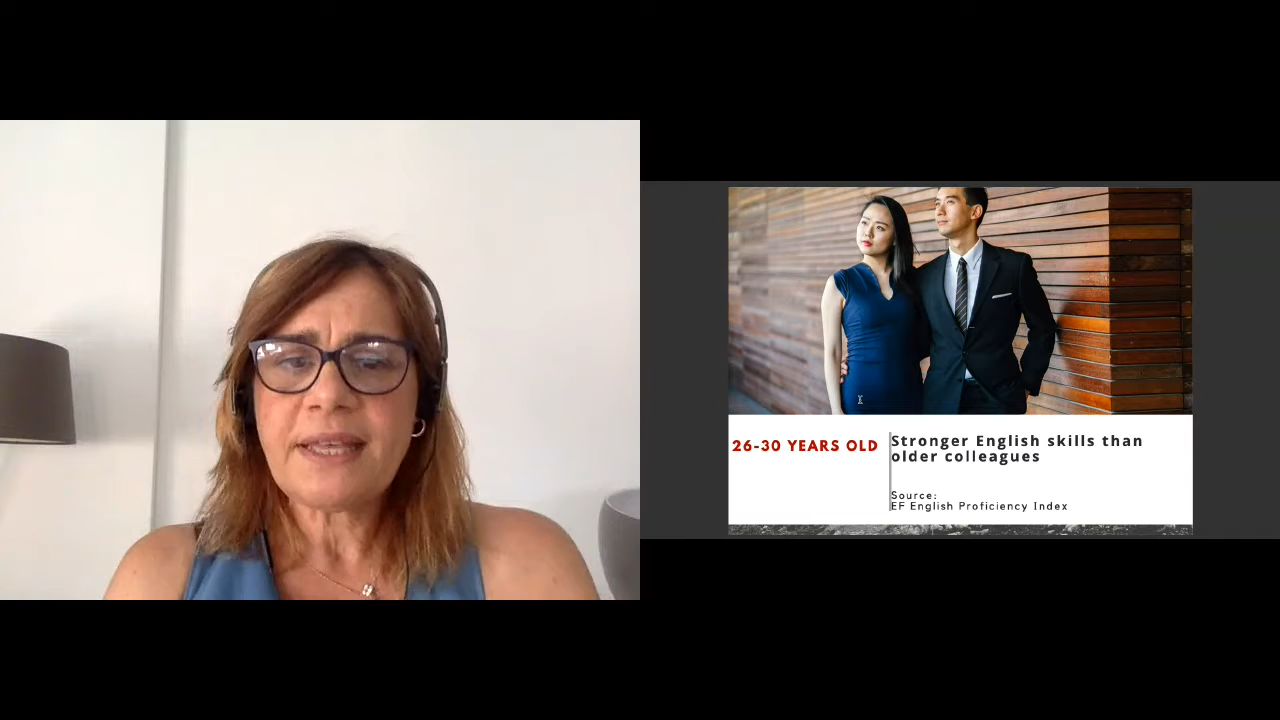 26-30 YEARS OLD
Stronger English skills than
older colleagues
Source:
EF English Proficiency Index